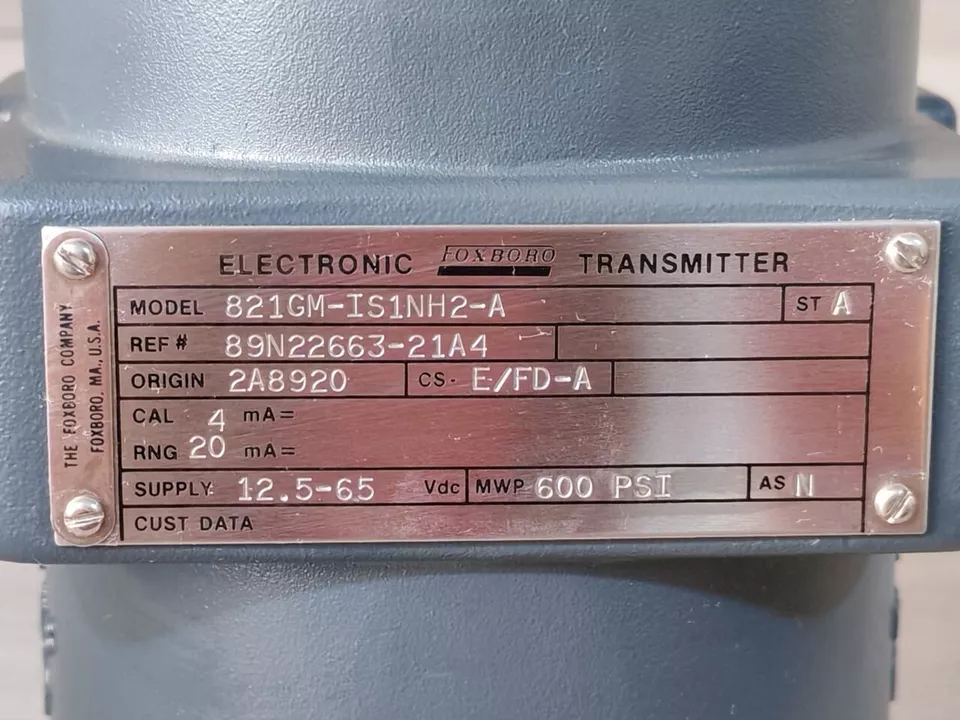 ELECTRONIC FOXBORO TRANSMITTER
MODEL 821GM-IS1NH2-A ST A
REF # 89N22663-21A4
ORIGIN 2A8920 CS- E/FD-A
CAL 4 mA=
RNG 20 mA=
SUPPLY 12.5-65 Vdc MWP 600 PSI AS N
CUST DATA
THE FOXBORO COMPANY
FOXBORO, MA., U.S.A.